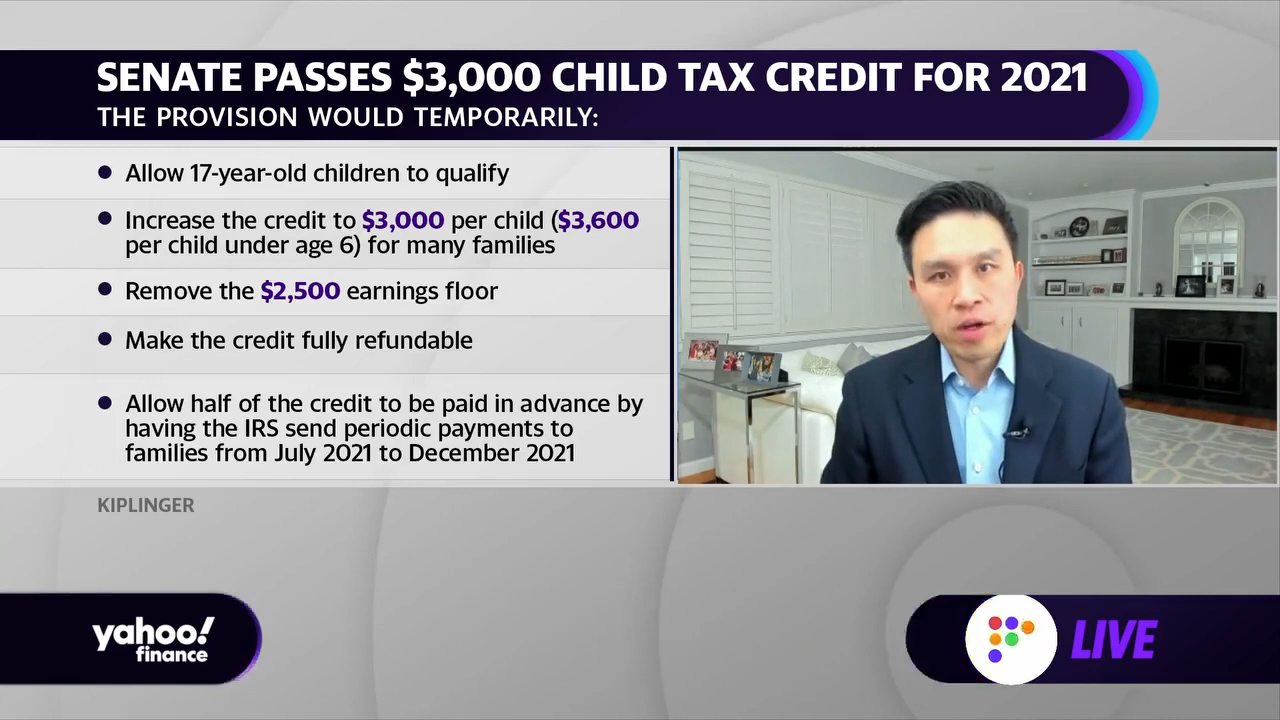 SENATE PASSES $3,000 CHILD TAX CREDIT FOR 2021
THE PROVISION WOULD TEMPORARILY:
• Allow 17-year-old children to qualify
• Increase the credit to $3,000 per child ($3,600
per child under age 6) for many families
• Remove the $2,500 earnings floor
• Make the credit fully refundable
• Allow half of the credit to be paid in advance by
having the IRS send periodic payments to
families from July 2021 to December 2021
KIPLINGER
yahoo!
finance
LIVE